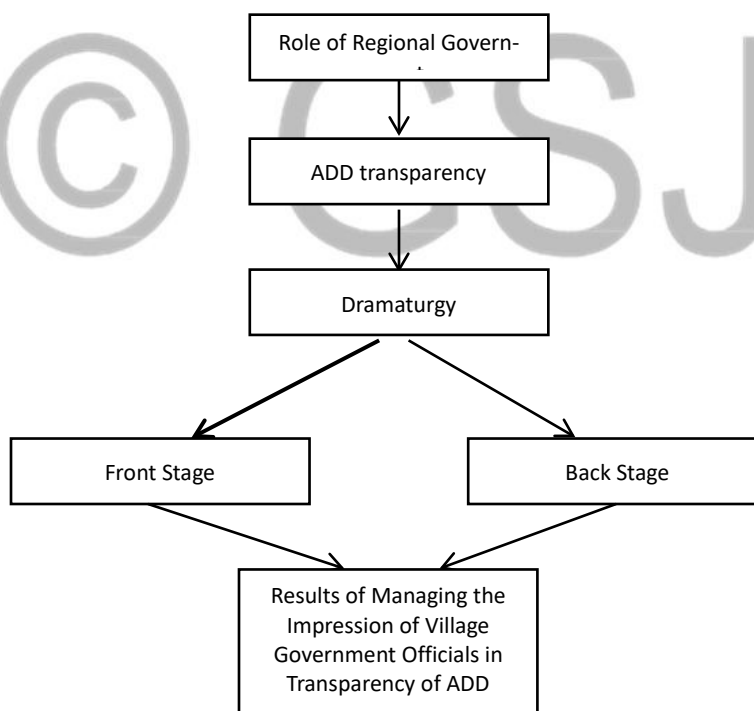 © GSJ
Role of Regional Govern-
ADD transparency
Dramaturgy
Front Stage
Back Stage
Results of Managing the
Impression of Village
Government Officials in
Transparency of ADD